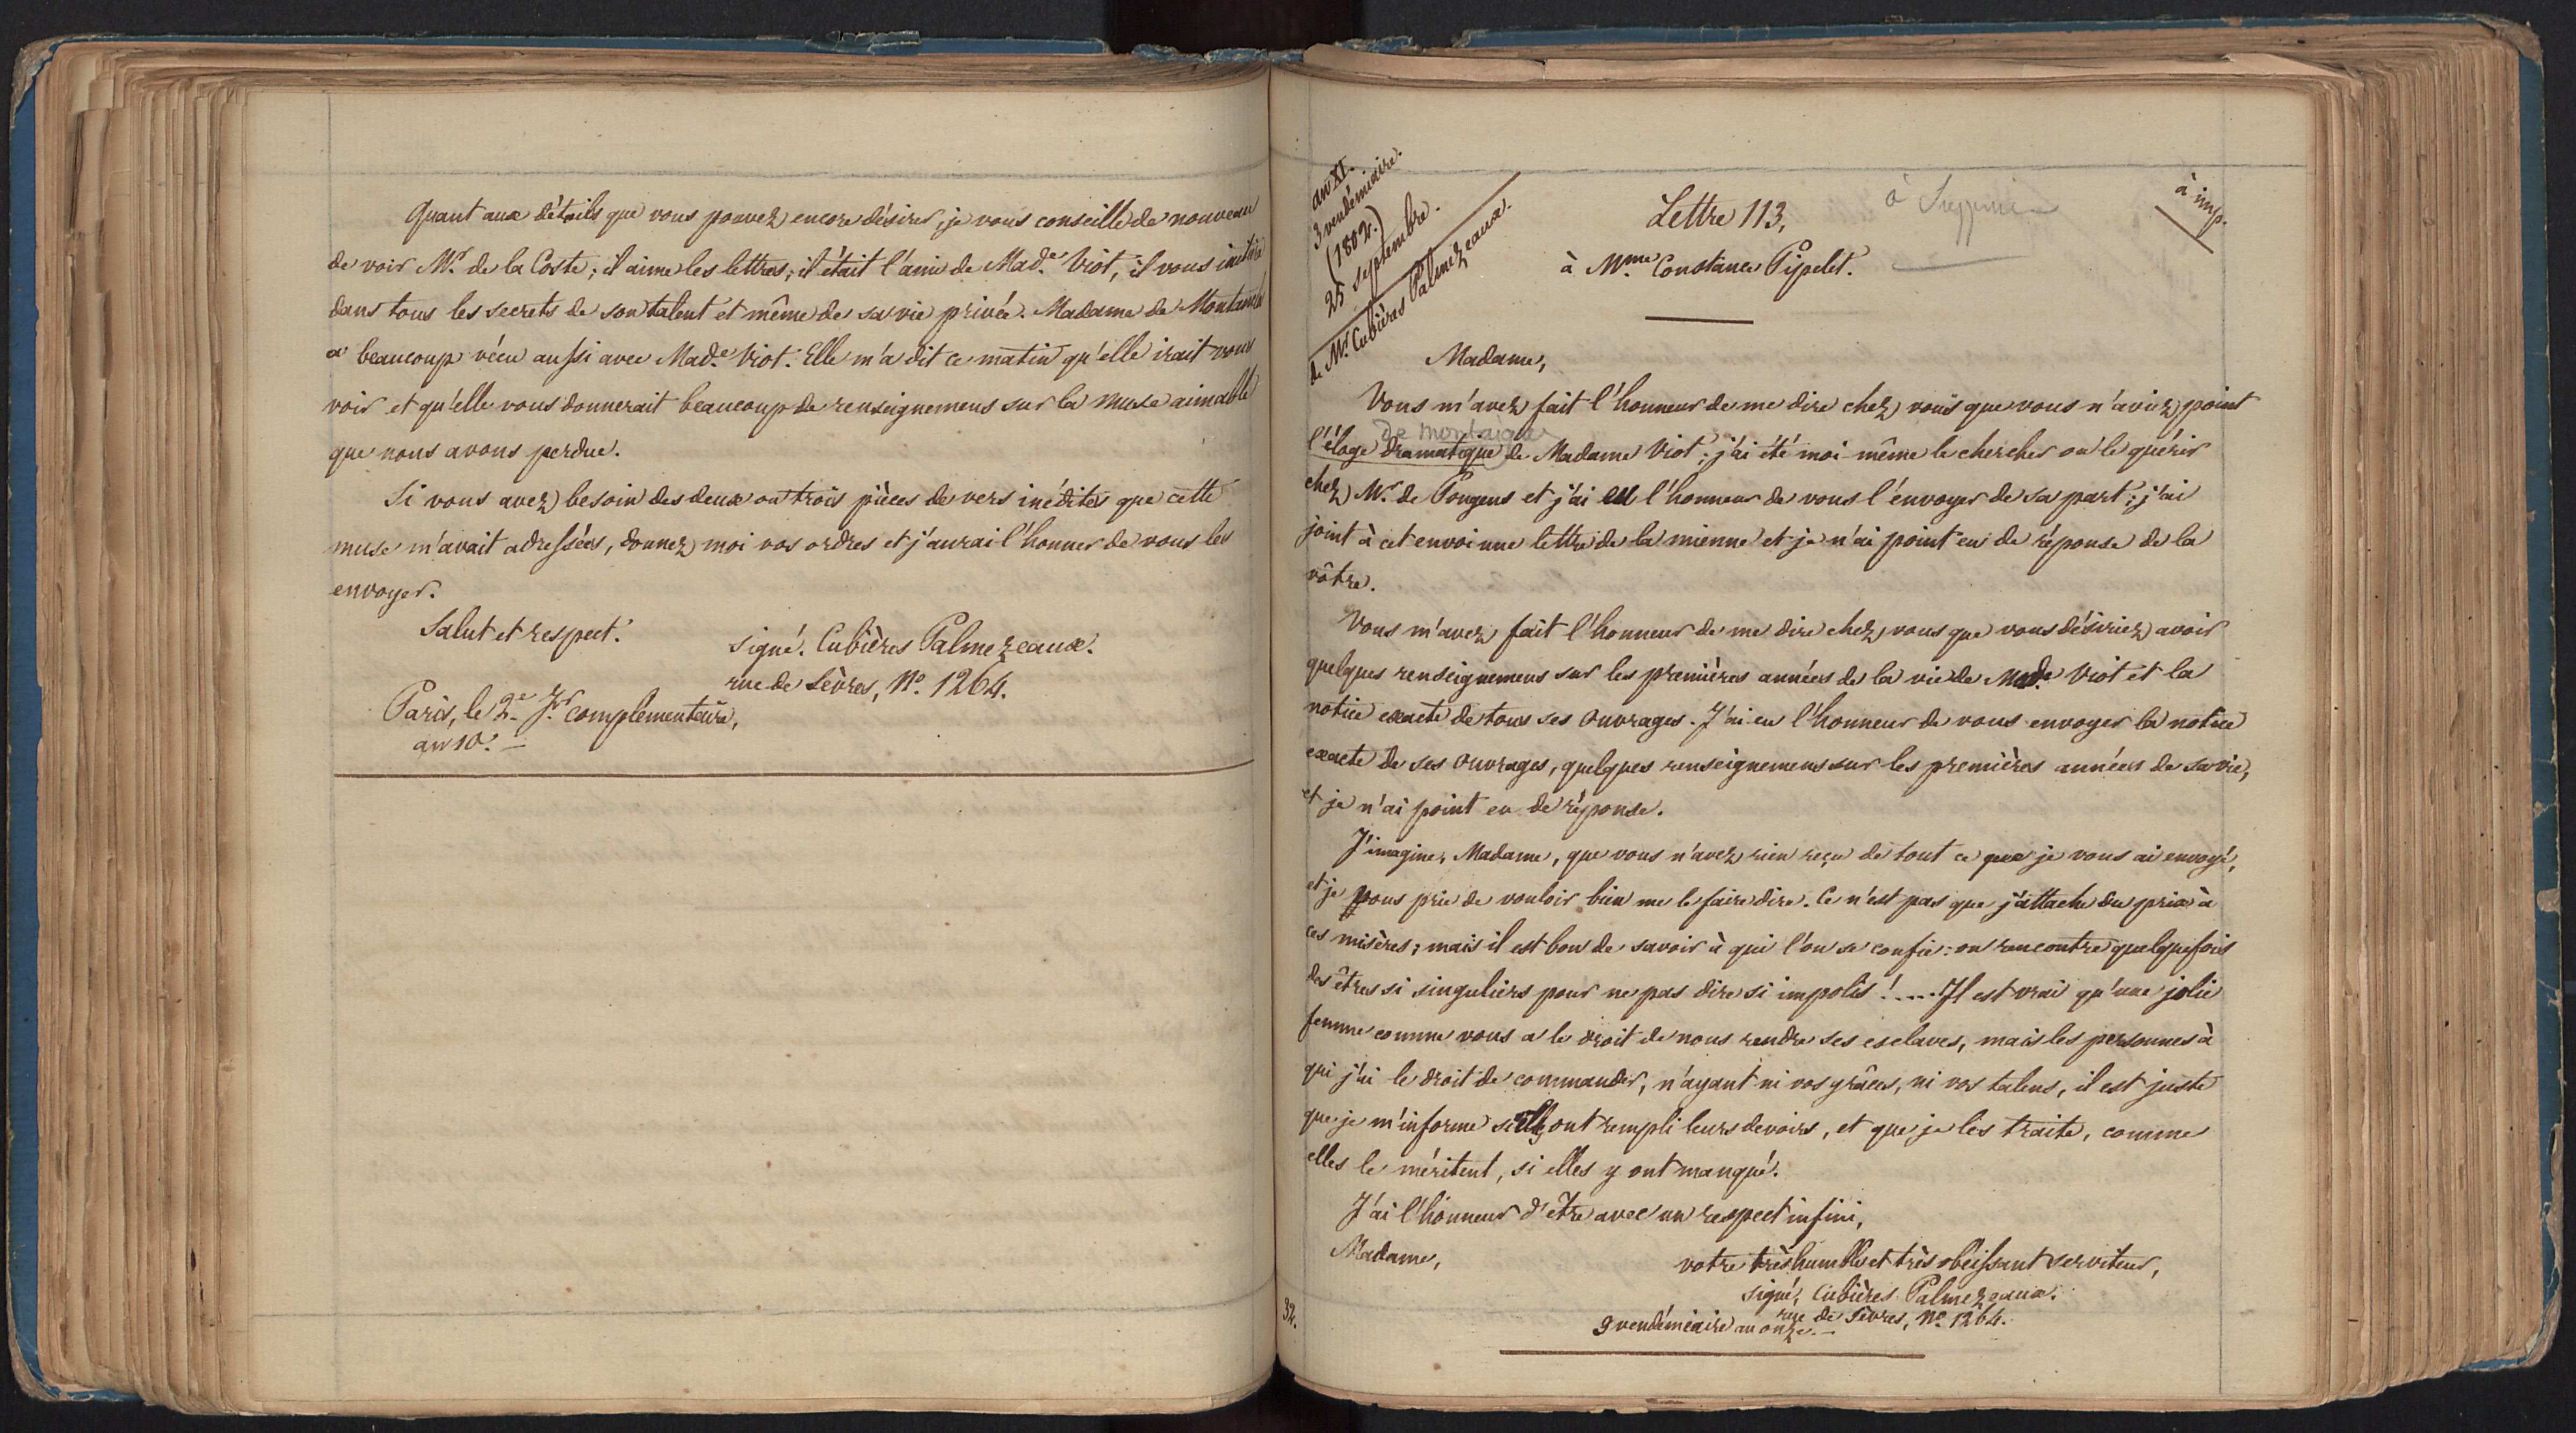 Quant aux détails que vous pouvez encore désirer, je vous conseille de nouveau
de voir Mr. de la Coste; il aime les lettres; il était l'ami de Made. Viot, il vous initiera
dans tous les secrets de son talent et même de sa vie privée. Madame de
a beaucoup vécu aussi avec Made. Viot. Elle m'a dit ce matin qu'elle irait vous
voir et qu'elle vous donnerait beaucoup de renseignemens sur la muse aimable
que nous avons perdue.
Si vous avez besoin des deux ou trois pièces de vers inédites que cette
muse m'avait adressées, donnez moi vos ordres et j'aurai l'honneur de vous les
envoyer.
Salut et respect.
signé. Cubières Palmezeaux.
rue de Sèvres, No. 1264.
Paris, le 2e. Jr. complémentaire,
an 10. —
an XI.
3 vendémiaire.
(1802.)
25 septembre.
de Mr. Cubières Palmezeaux.
Lettre 113,
à Supprimer
à imp.
à Mme. Constance Pipelet.
Madame,
Vous m'avez fait l'honneur de me dire chez vous que vous n'aviez point
de montaigne
l'éloge dramatique de Madame Viot; j'ai été moi même le chercher ou le quérir
chez Mr. de Pougens et j'ai eu l'honneur de vous l'envoyer de sa part; j'ai
joint à cet envoi une lettre de la mienne et je n'ai point eu de réponse de la
vôtre.
Vous m'avez fait l'honneur de me dire chez vous que vous désiriez avoir
quelques renseignemens sur les premières années de la vie de Made. Viot et la
notice exacte de tous ses ouvrages. J'ai eu l'honneur de vous envoyer la notice
exacte de ses ouvrages, quelques renseignemens sur les premières années de sa vie,
et je n'ai point eu de réponse.
J'imagine, Madame, que vous n'avez rien reçu de tout ce que je vous ai envoyé,
et je vous prie de vouloir bien me le faire dire. Ce n'est pas que j'attache du prix à
ces misères; mais il est bon de savoir à qui l'on se confie: on rencontre quelquefois
des êtres si singuliers pour ne pas dire si impolis!.... Il est vrai qu'une jolie
femme comme vous a le droit de nous rendre ses esclaves, mais les personnes à
qui j'ai le droit de commander, n'ayant ni vos grâces, ni vos talens, il est juste
que je m'informe si elles ont rempli leurs devoirs, et que je les traite, comme
elles le méritent, si elles y ont manqué.
J'ai l'honneur d'être avec un respect infini,
Madame,
votre très humble et très obéissant serviteur,
signé, Cubières Palmezeaux.
rue de Sèvres, No. 1264.
9 vendémiaire an onze. —
32.